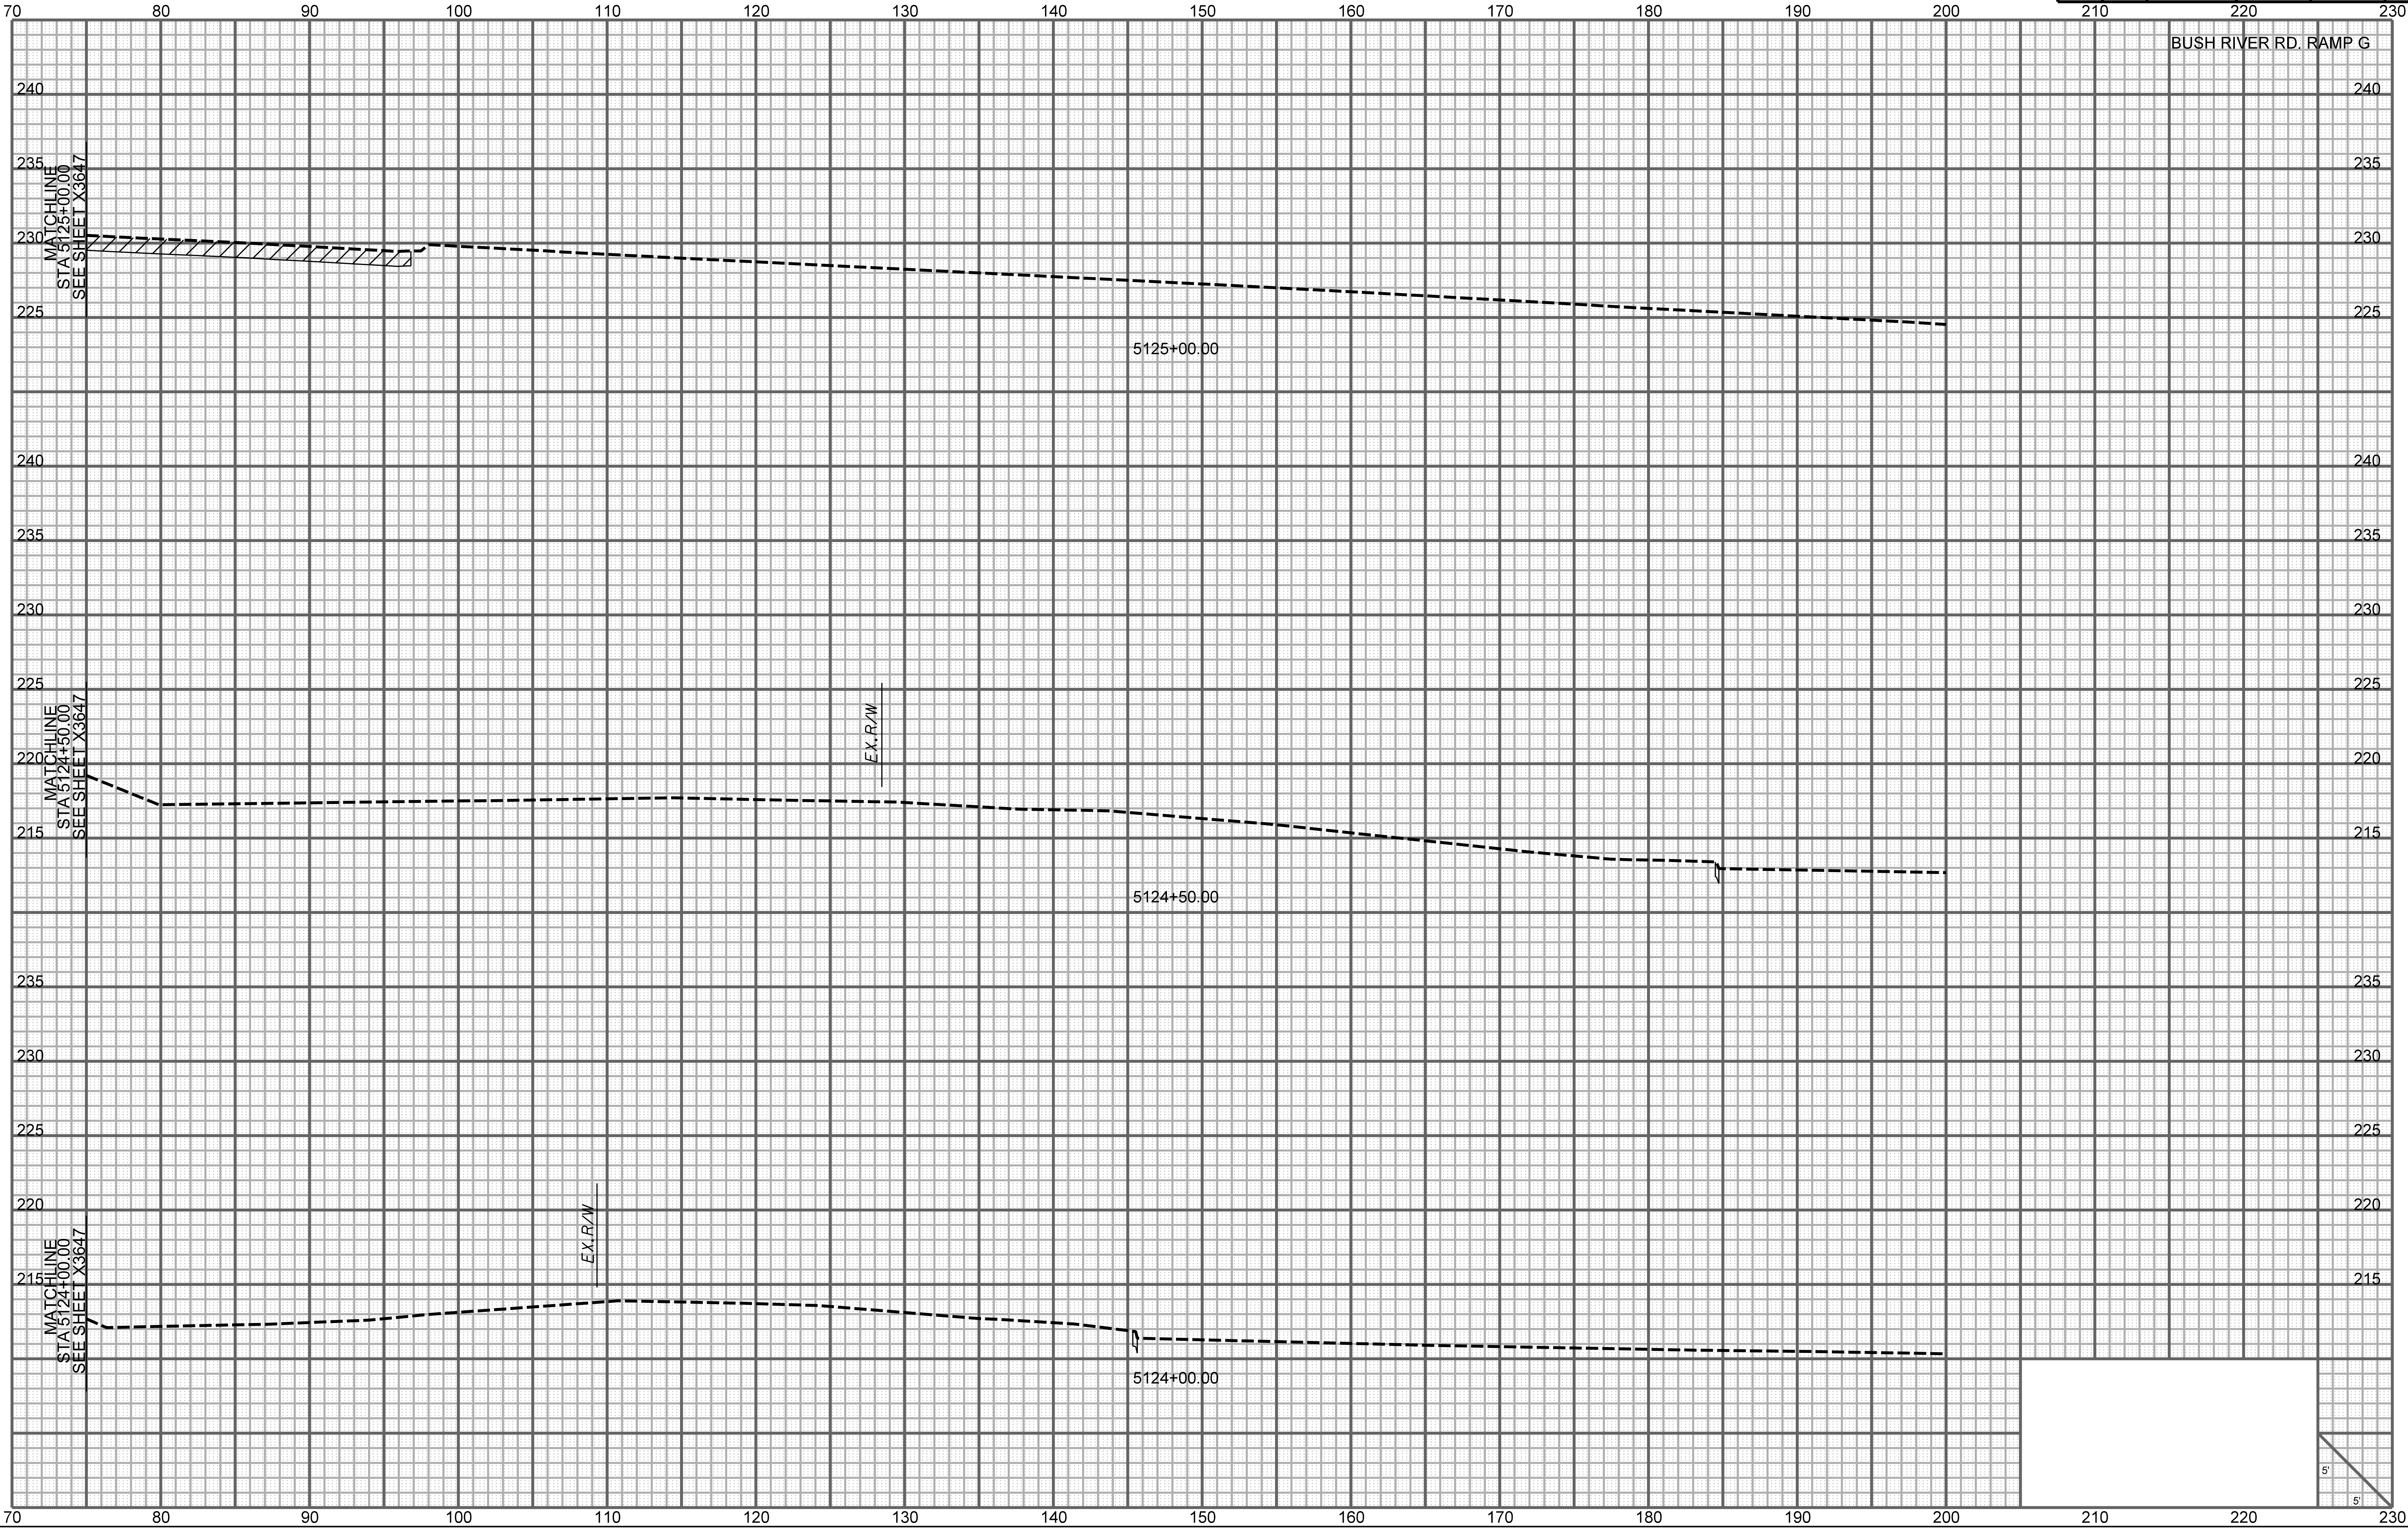 70 80 90 100 110 120 130 140 150 160 170 180 190 200 210 220 230
BUSH RIVER RD. RAMP G
240 240
235 235
MATCHLINE
STA 5125+00.00
SEE SHEET X3647
230 230
225 225
5125+00.00
240 240
235 235
230 230
225 225
MATCHLINE
STA 5124+50.00
SEE SHEET X3647
EX.R/W
220 220
215 215
5124+50.00
235 235
230 230
225 225
220 220
EX.R/W
MATCHLINE
STA 5124+00.00
SEE SHEET X3647
215 215
5124+00.00
5'
5'
70 80 90 100 110 120 130 140 150 160 170 180 190 200 210 220 230